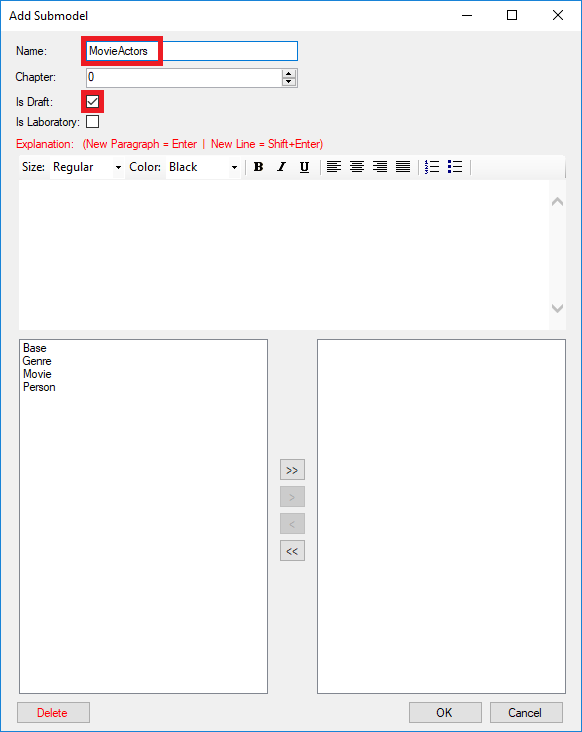 Add Submodel
Name: MovieActors
Chapter: 0
Is Draft:
Is Laboratory:
Explanation: (New Paragraph = Enter | New Line = Shift+Enter)
Size: Regular Color: Black B I U
Base
Genre
Movie
Person
>>
>
<
<<
Delete OK Cancel